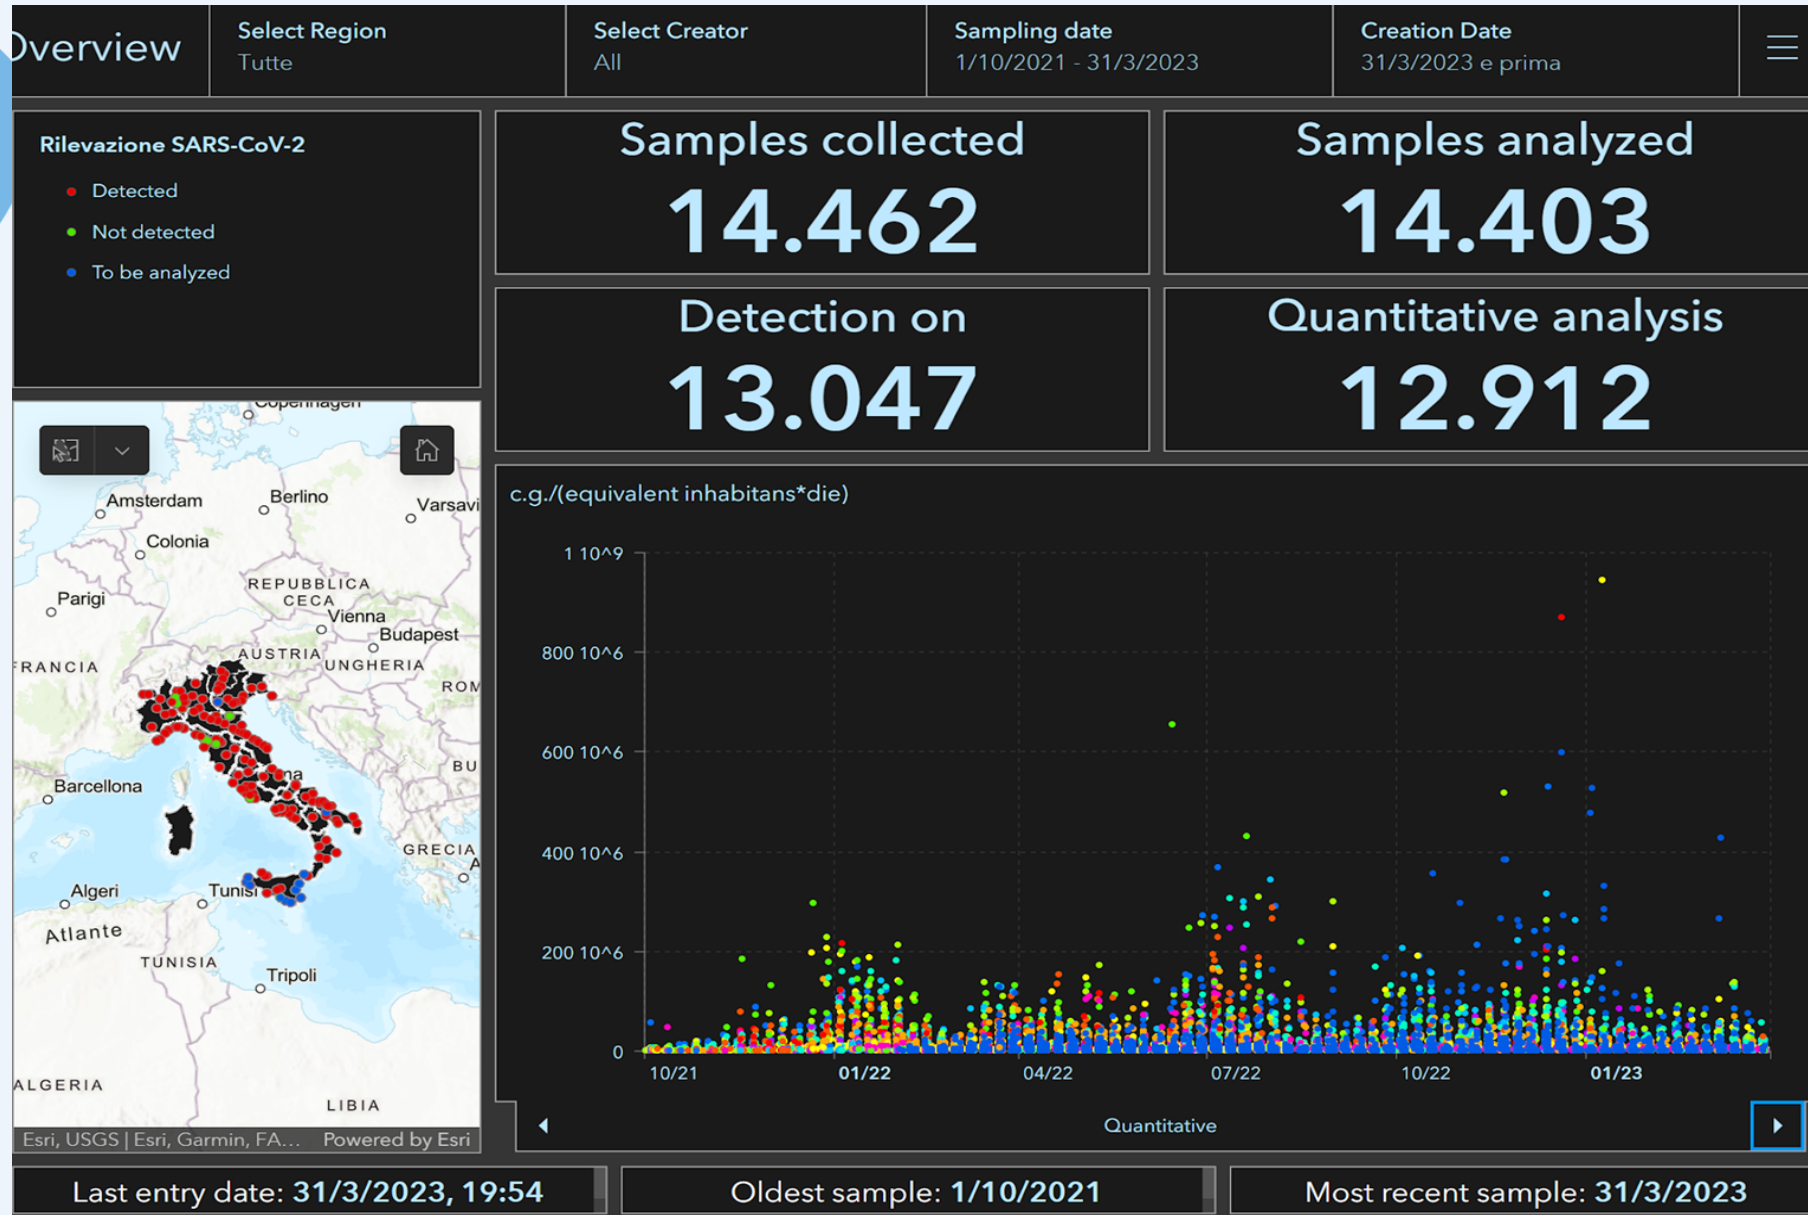 Overview
Select Region
Tutte
Select Creator
All
Sampling date
1/10/2021 - 31/3/2023
Creation Date
31/3/2023 e prima
Rilevazione SARS-CoV-2
Detected
Not detected
To be analyzed
Samples collected
14.462
Samples analyzed
14.403
Detection on
13.047
Quantitative analysis
12.912
Copenhagen
Amsterdam
Berlino
Varsavi
Colonia
REPUBBLICA
CECA
Parigi
Vienna
Budapest
AUSTRIA
UNGHERIA
FRANCIA
ROM
BU
Barcellona
GRECIA
A
Algeri
Tunisi
Atlante
TUNISIA
Tripoli
ALGERIA
LIBIA
Esri, USGS | Esri, Garmin, FA...
Powered by Esri
c.g./(equivalent inhabitans*die)
1 10^9
800 10^6
600 10^6
400 10^6
200 10^6
0
10/21
01/22
04/22
07/22
10/22
01/23
Quantitative
Last entry date: 31/3/2023, 19:54
Oldest sample: 1/10/2021
Most recent sample: 31/3/2023